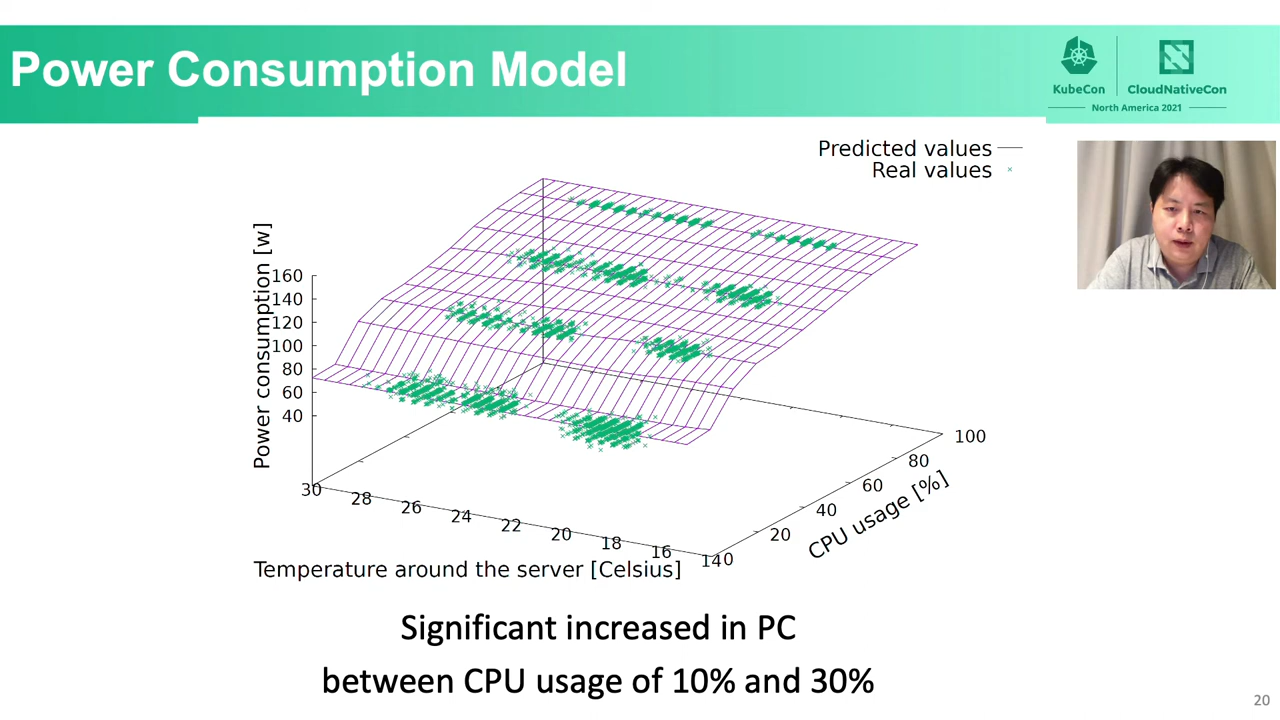 Power Consumption Model
KubeCon
CloudNativeCon
North America 2021
Predicted values
Real values
Power consumption [w]
160
140
120
100
80
60
40
30
28
26
24
22
20
18
16
14
0
20
40
60
80
100
CPU usage [%]
Temperature around the server [Celsius]
Significant increased in PC
between CPU usage of 10% and 30%
20